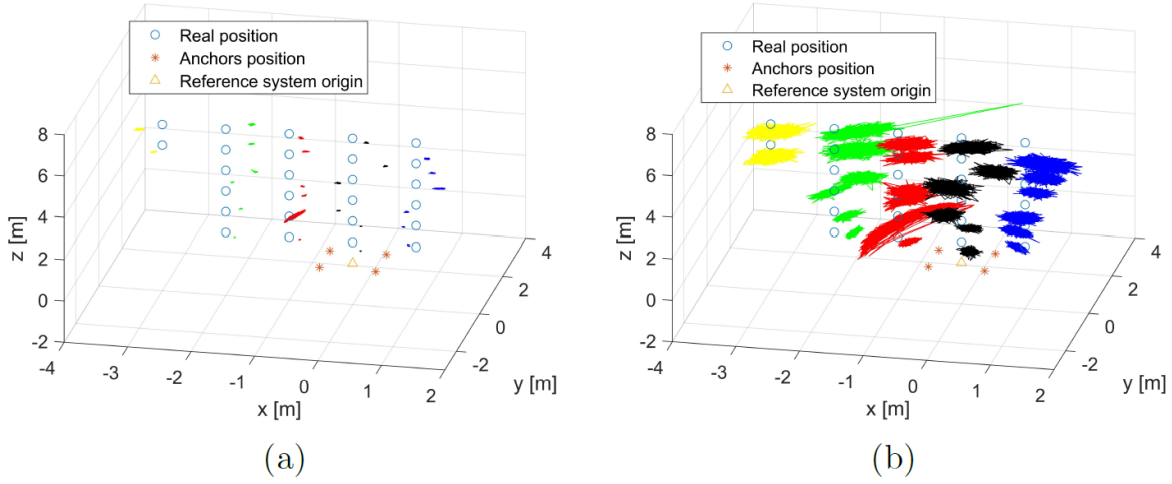 Real position
Anchors position
Reference system origin
8
6
4
2
0
-2
z [m]
-4
-3
-2
-1
0
1
2
x [m]
-2
0
2
4
y [m]
(a)
Real position
Anchors position
Reference system origin
8
6
4
2
0
-2
z [m]
-4
-3
-2
-1
0
1
2
x [m]
-2
0
2
4
y [m]
(b)